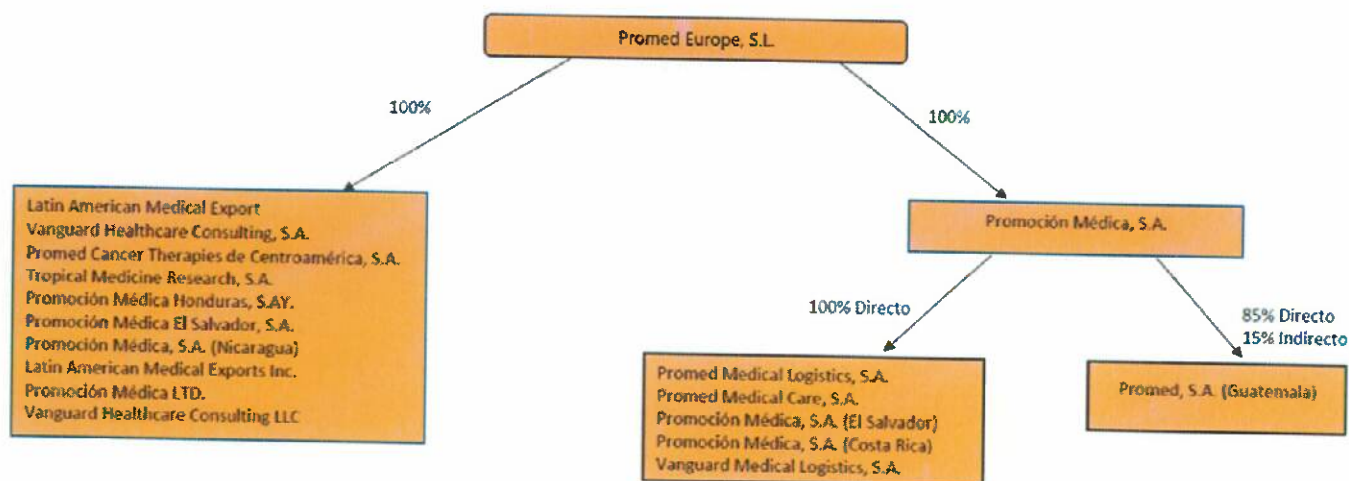 Promed Europe, S.L.
100%
100%
Latin American Medical Export
Vanguard Healthcare Consulting, S.A.
Promed Cancer Therapies de Centroamérica, S.A.
Tropical Medicine Research, S.A.
Promoción Médica Honduras, S.AY.
Promoción Médica El Salvador, S.A.
Promoción Médica, S.A. (Nicaragua)
Latin American Medical Exports Inc.
Promoción Médica LTD.
Vanguard Healthcare Consulting LLC
Promoción Médica, S.A.
100% Directo
85% Directo
15% Indirecto
Promed Medical Logistics, S.A.
Promed Medical Care, S.A.
Promoción Médica, S.A. (El Salvador)
Promoción Médica, S.A. (Costa Rica)
Vanguard Medical Logistics, S.A.
Promed, S.A. (Guatemala)